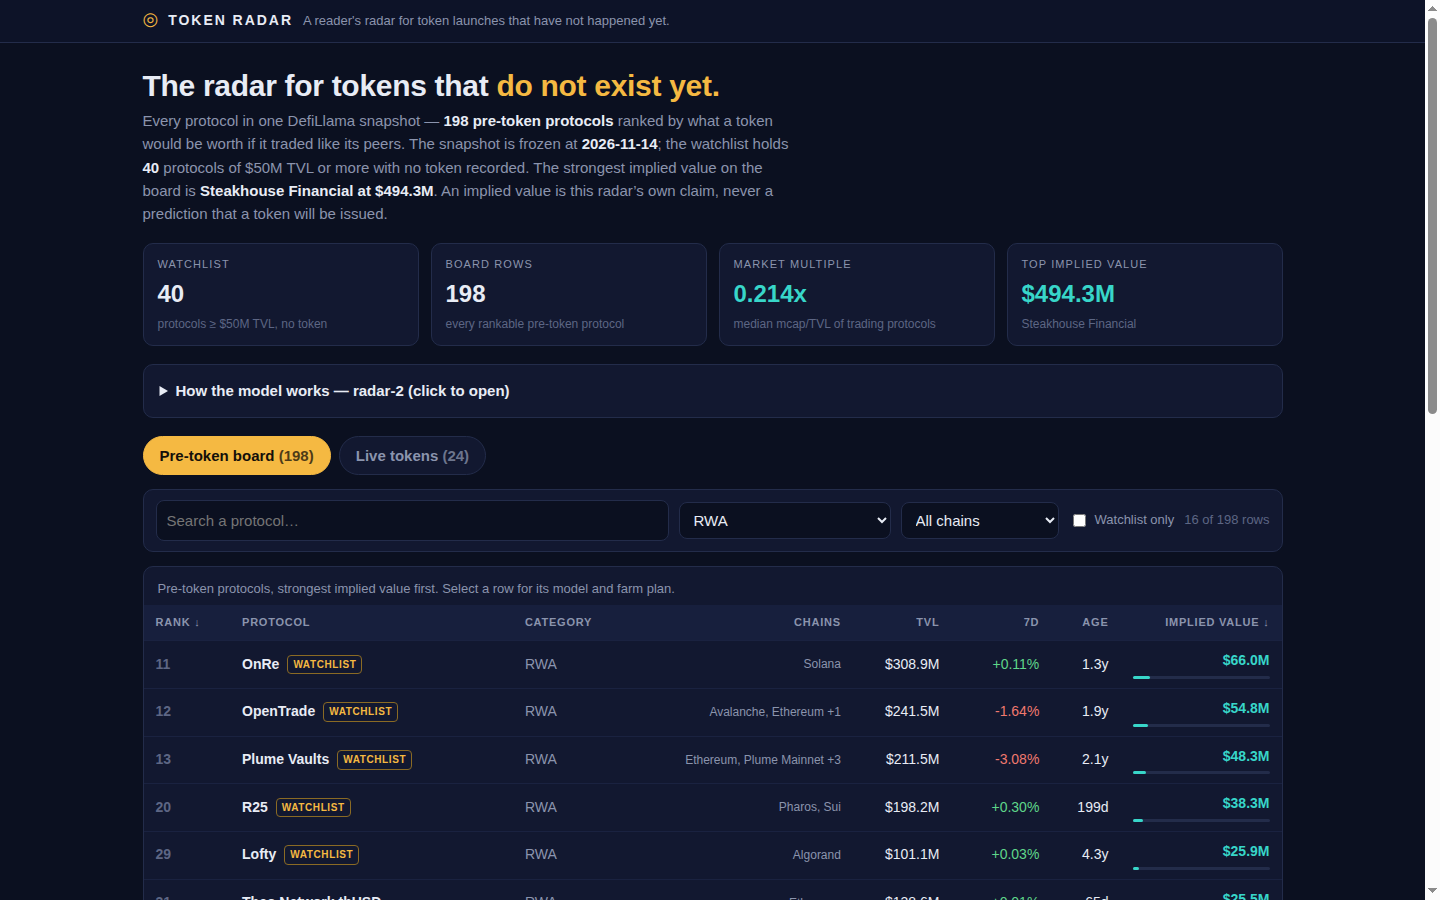 ◎ TOKEN RADAR A reader's radar for token launches that have not happened yet.
The radar for tokens that do not exist yet.
Every protocol in one DefiLlama snapshot — 198 pre-token protocols ranked by what a token
would be worth if it traded like its peers. The snapshot is frozen at 2026-11-14; the watchlist holds
40 protocols of $50M TVL or more with no token recorded. The strongest implied value on the
board is Steakhouse Financial at $494.3M. An implied value is this radar's own claim, never a
prediction that a token will be issued.
WATCHLIST
40
protocols ≥ $50M TVL, no token
BOARD ROWS
198
every rankable pre-token protocol
MARKET MULTIPLE
0.214x
median mcap/TVL of trading protocols
TOP IMPLIED VALUE
$494.3M
Steakhouse Financial
▶ How the model works — radar-2 (click to open)
Pre-token board (198) Live tokens (24)
Search a protocol… RWA All chains Watchlist only 16 of 198 rows
Pre-token protocols, strongest implied value first. Select a row for its model and farm plan.
RANK ↓ PROTOCOL CATEGORY CHAINS TVL 7D AGE IMPLIED VALUE ↓
11 OnRe WATCHLIST RWA Solana $308.9M +0.11% 1.3y $66.0M
12 OpenTrade WATCHLIST RWA Avalanche, Ethereum +1 $241.5M -1.64% 1.9y $54.8M
13 Plume Vaults WATCHLIST RWA Ethereum, Plume Mainnet +3 $211.5M -3.08% 2.1y $48.3M
20 R25 WATCHLIST RWA Pharos, Sui $198.2M +0.30% 199d $38.3M
29 Lofty WATCHLIST RWA Algorand $101.1M +0.03% 4.3y $25.9M